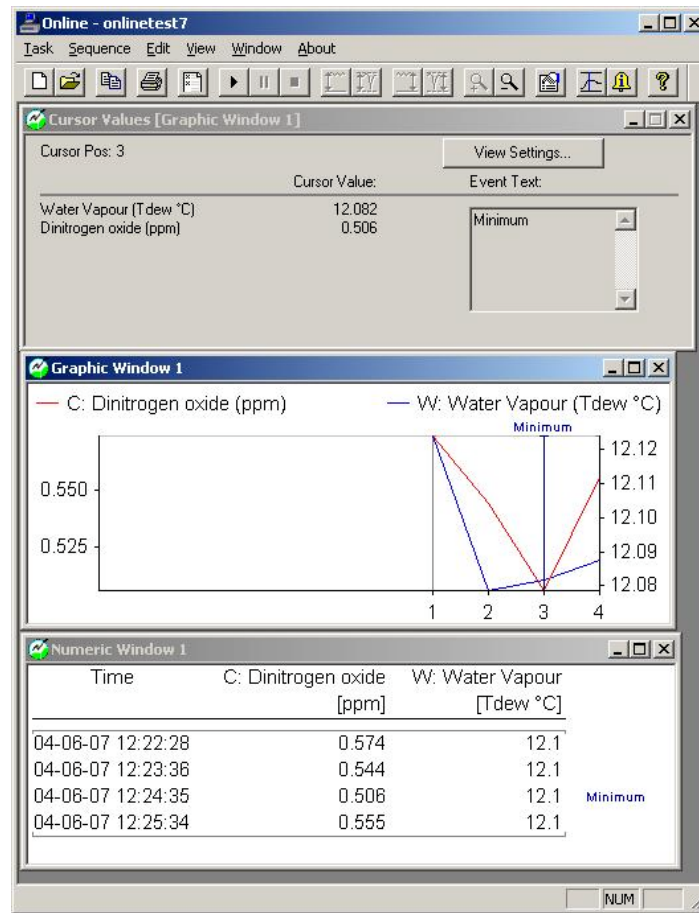 Online - onlinetest7
Task Sequence Edit View Window About
Cursor Values [Graphic Window 1]
Cursor Pos: 3
View Settings...
Cursor Value: Event Text:
Water Vapour (Tdew °C) 12.082
Dinitrogen oxide (ppm) 0.506
Minimum
Graphic Window 1
C: Dinitrogen oxide (ppm) W: Water Vapour (Tdew °C)
Minimum
0.550
0.525
12.12
12.11
12.10
12.09
12.08
1 2 3 4
Numeric Window 1
Time C: Dinitrogen oxide W: Water Vapour
[ppm] [Tdew °C]
04-06-07 12:22:28 0.574 12.1
04-06-07 12:23:36 0.544 12.1
04-06-07 12:24:35 0.506 12.1 Minimum
04-06-07 12:25:34 0.555 12.1
NUM